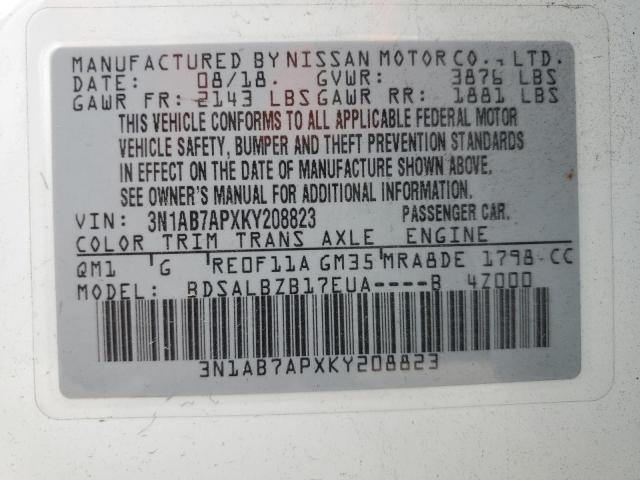 MANUFACTURED BY NISSAN MOTOR CO., LTD.
DATE: 08/18. GVWR: 3876 LBS
GAWR FR: 2143 LBS GAWR RR: 1881 LBS
THIS VEHICLE CONFORMS TO ALL APPLICABLE FEDERAL MOTOR
VEHICLE SAFETY, BUMPER AND THEFT PREVENTION STANDARDS
IN EFFECT ON THE DATE OF MANUFACTURE SHOWN ABOVE.
SEE OWNER'S MANUAL FOR ADDITIONAL INFORMATION.
VIN: 3N1AB7APXKY208823 PASSENGER CAR.
COLOR TRIM TRANS AXLE ENGINE
QM1 G RE0F11A GM35 MRA8DE 1798 CC
MODEL: BDSALBZB17EUA----B 4Z000
3N1AB7APXKY208823